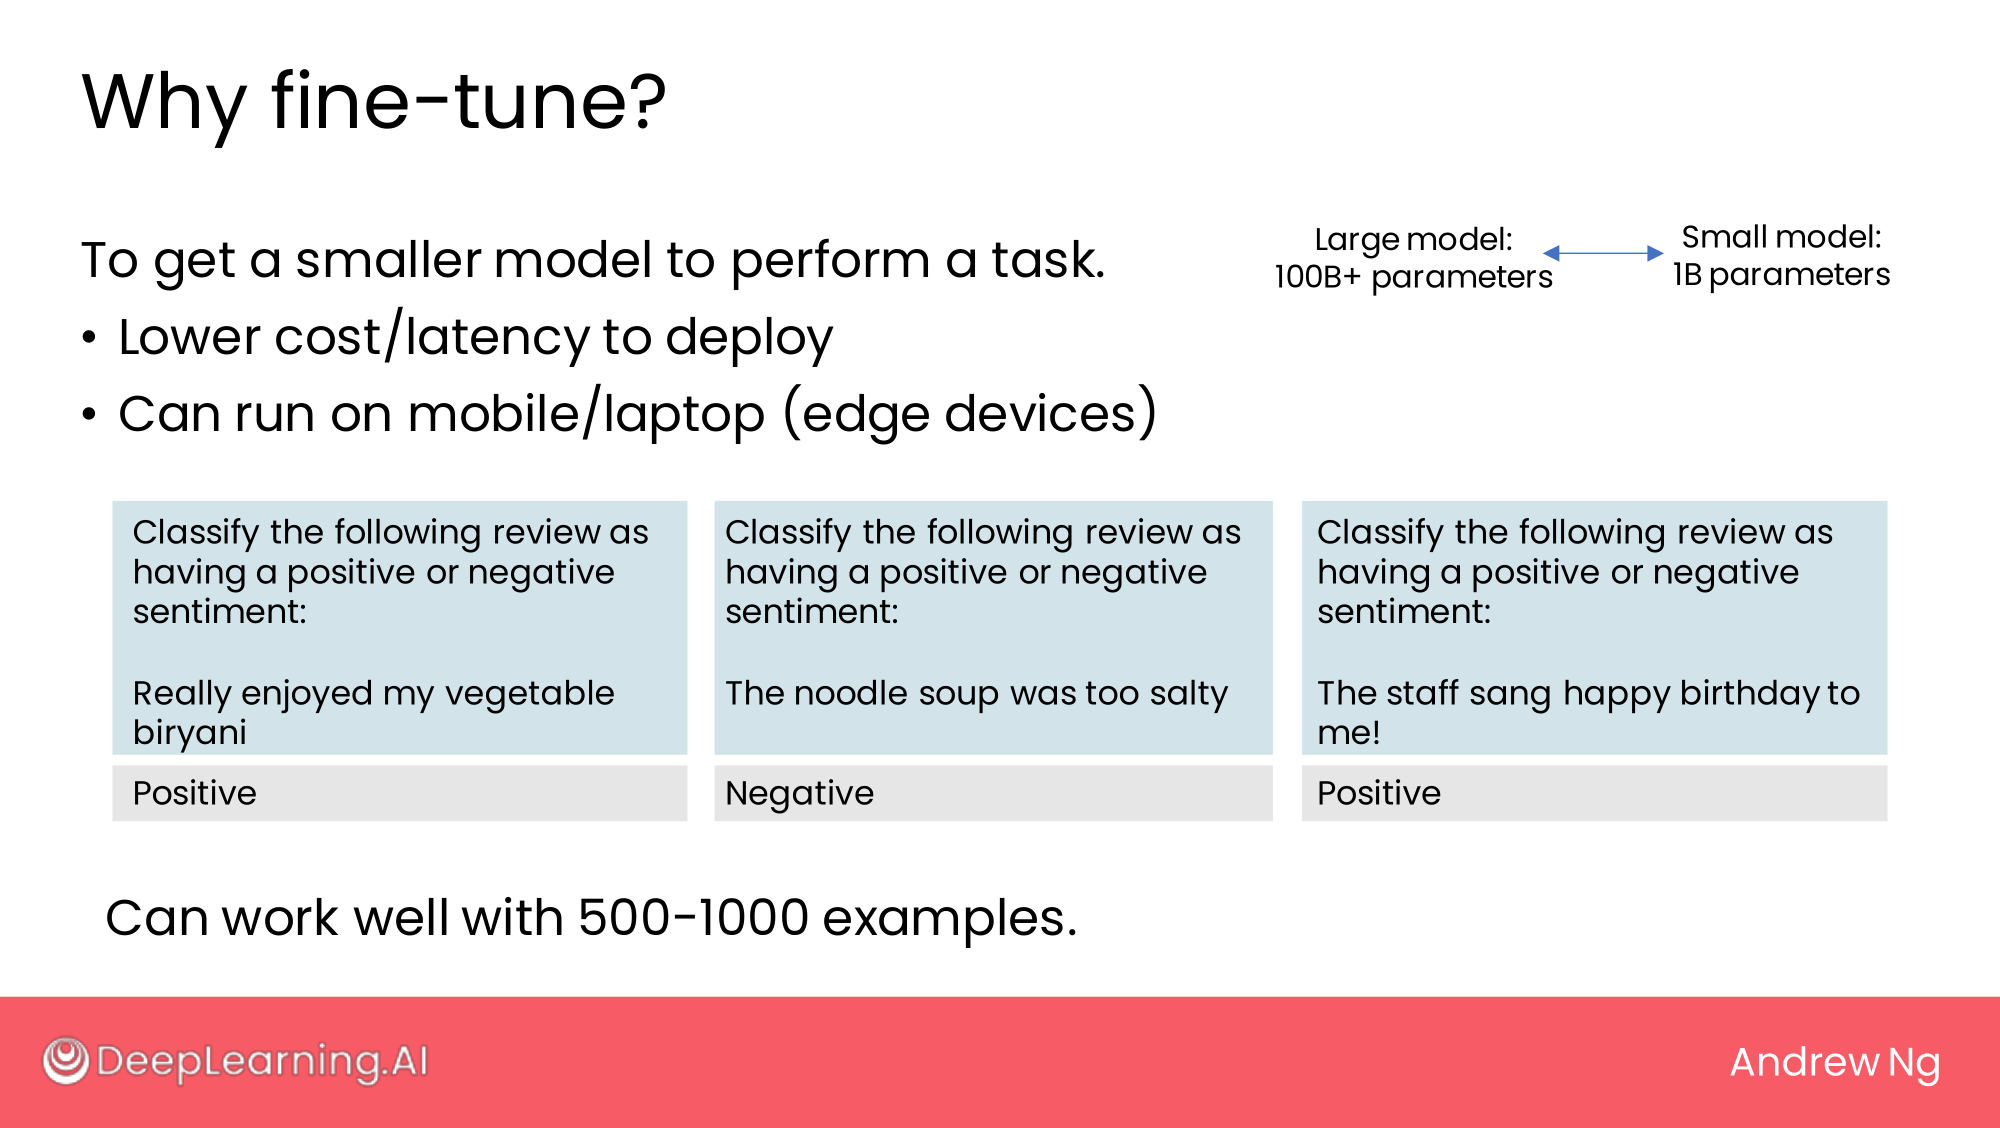 Why fine-tune?
To get a smaller model to perform a task.
• Lower cost/latency to deploy
• Can run on mobile/laptop (edge devices)
Large model:
100B+ parameters
Small model:
1B parameters
Classify the following review as
having a positive or negative
sentiment:
Really enjoyed my vegetable
biryani
Positive
Classify the following review as
having a positive or negative
sentiment:
The noodle soup was too salty
Negative
Classify the following review as
having a positive or negative
sentiment:
The staff sang happy birthday to
me!
Positive
Can work well with 500-1000 examples.
DeepLearning.AI
Andrew Ng